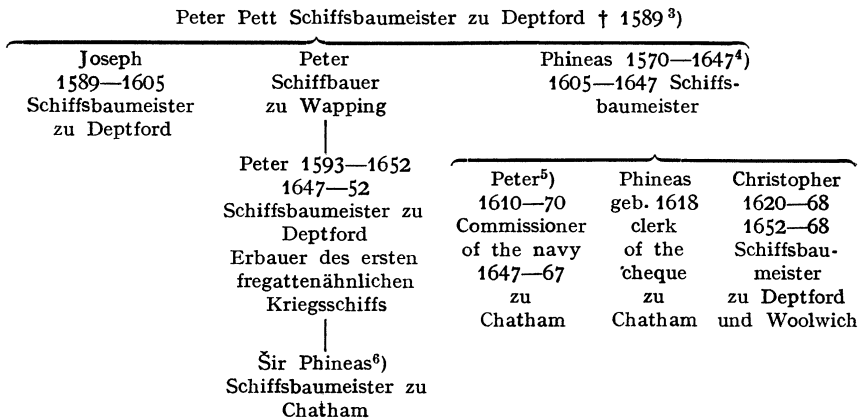 Peter Pett Schiffsbaumeister zu Deptford † 1589 ³)
Joseph
1589—1605
Schiffsbaumeister
zu Deptford
Peter
Schiffbauer
zu Wapping
Phineas 1570—1647⁴)
1605—1647 Schiffs-
baumeister
Peter 1593—1652
1647—52
Schiffsbaumeister zu
Deptford
Erbauer des ersten
fregattenähnlichen
Kriegsschiffs
Peter⁵)
1610—70
Commissioner
of the navy
1647—67
zu
Chatham
Phineas
geb. 1618
clerk
of the
cheque
zu
Chatham
Christopher
1620—68
1652—68
Schiffsbau-
meister
zu Deptford
und Woolwich
Šir Phineas⁶)
Schiffsbaumeister zu
Chatham